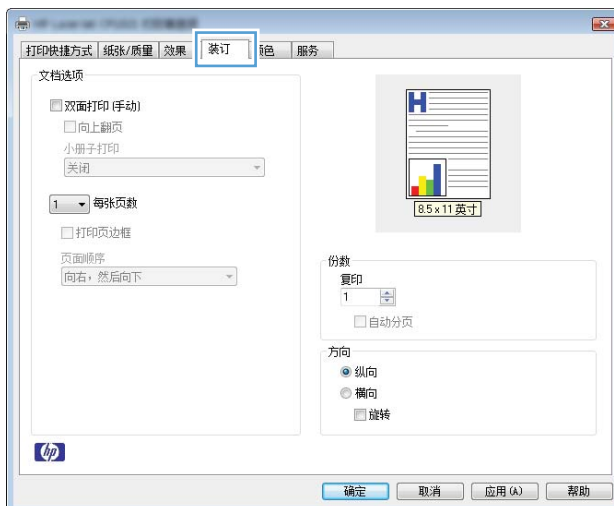 打印快捷方式 纸张/质量 效果 装订 颜色 服务
文档选项
双面打印 (手动)
向上翻页
小册子打印
关闭
1 每张页数
打印页边框
页面顺序
向右，然后向下
8.5 x 11 英寸
份数
复印
1
自动分页
方向
纵向
横向
旋转
hp
确定 取消 应用 (A) 帮助